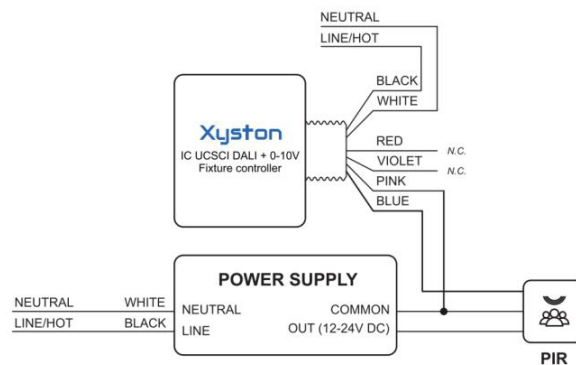 NEUTRAL
LINE/HOT
BLACK
WHITE
Xyston
IC UCSCI DALI + 0-10V
Fixture controller
RED
N.C.
VIOLET
N.C.
PINK
BLUE
POWER SUPPLY
NEUTRAL WHITE NEUTRAL COMMON
LINE/HOT BLACK LINE OUT (12-24V DC)
PIR